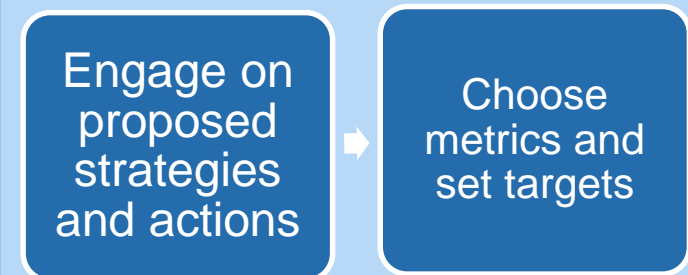 Engage on
proposed
strategies
and actions
Choose
metrics and
set targets